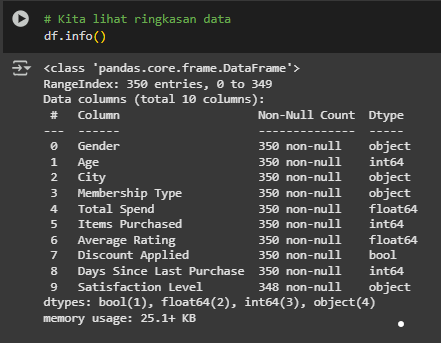 # Kita lihat ringkasan data
df.info()
<class 'pandas.core.frame.DataFrame'>
RangeIndex: 350 entries, 0 to 349
Data columns (total 10 columns):
 #   Column                    Non-Null Count  Dtype
---  ------                    --------------  -----
 0   Gender                    350 non-null    object
 1   Age                       350 non-null    int64
 2   City                      350 non-null    object
 3   Membership Type           350 non-null    object
 4   Total Spend               350 non-null    float64
 5   Items Purchased           350 non-null    int64
 6   Average Rating            350 non-null    float64
 7   Discount Applied          350 non-null    bool
 8   Days Since Last Purchase  350 non-null    int64
 9   Satisfaction Level        348 non-null    object
dtypes: bool(1), float64(2), int64(3), object(4)
memory usage: 25.1+ KB